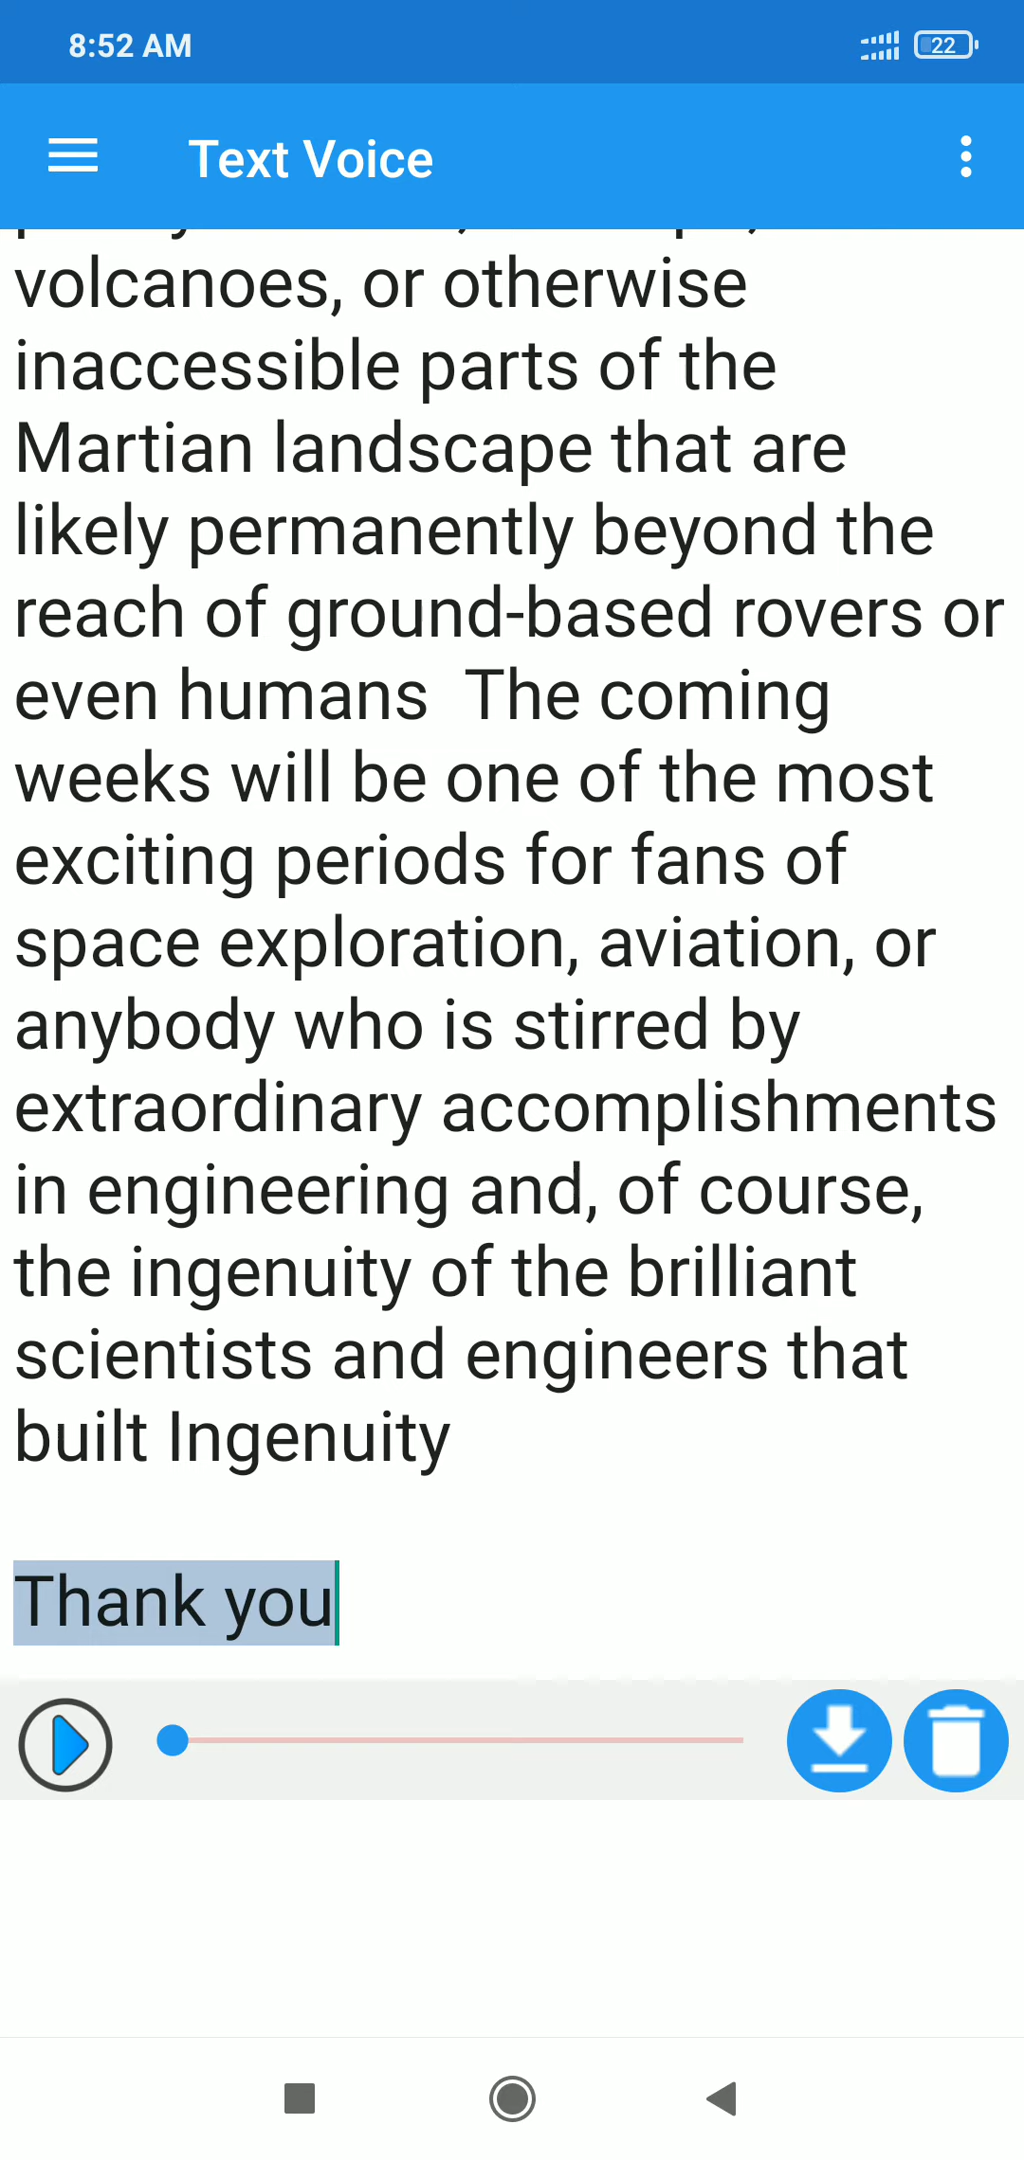 8:52 AM
22
Text Voice
volcanoes, or otherwise
inaccessible parts of the
Martian landscape that are
likely permanently beyond the
reach of ground-based rovers or
even humans  The coming
weeks will be one of the most
exciting periods for fans of
space exploration, aviation, or
anybody who is stirred by
extraordinary accomplishments
in engineering and, of course,
the ingenuity of the brilliant
scientists and engineers that
built Ingenuity
Thank you